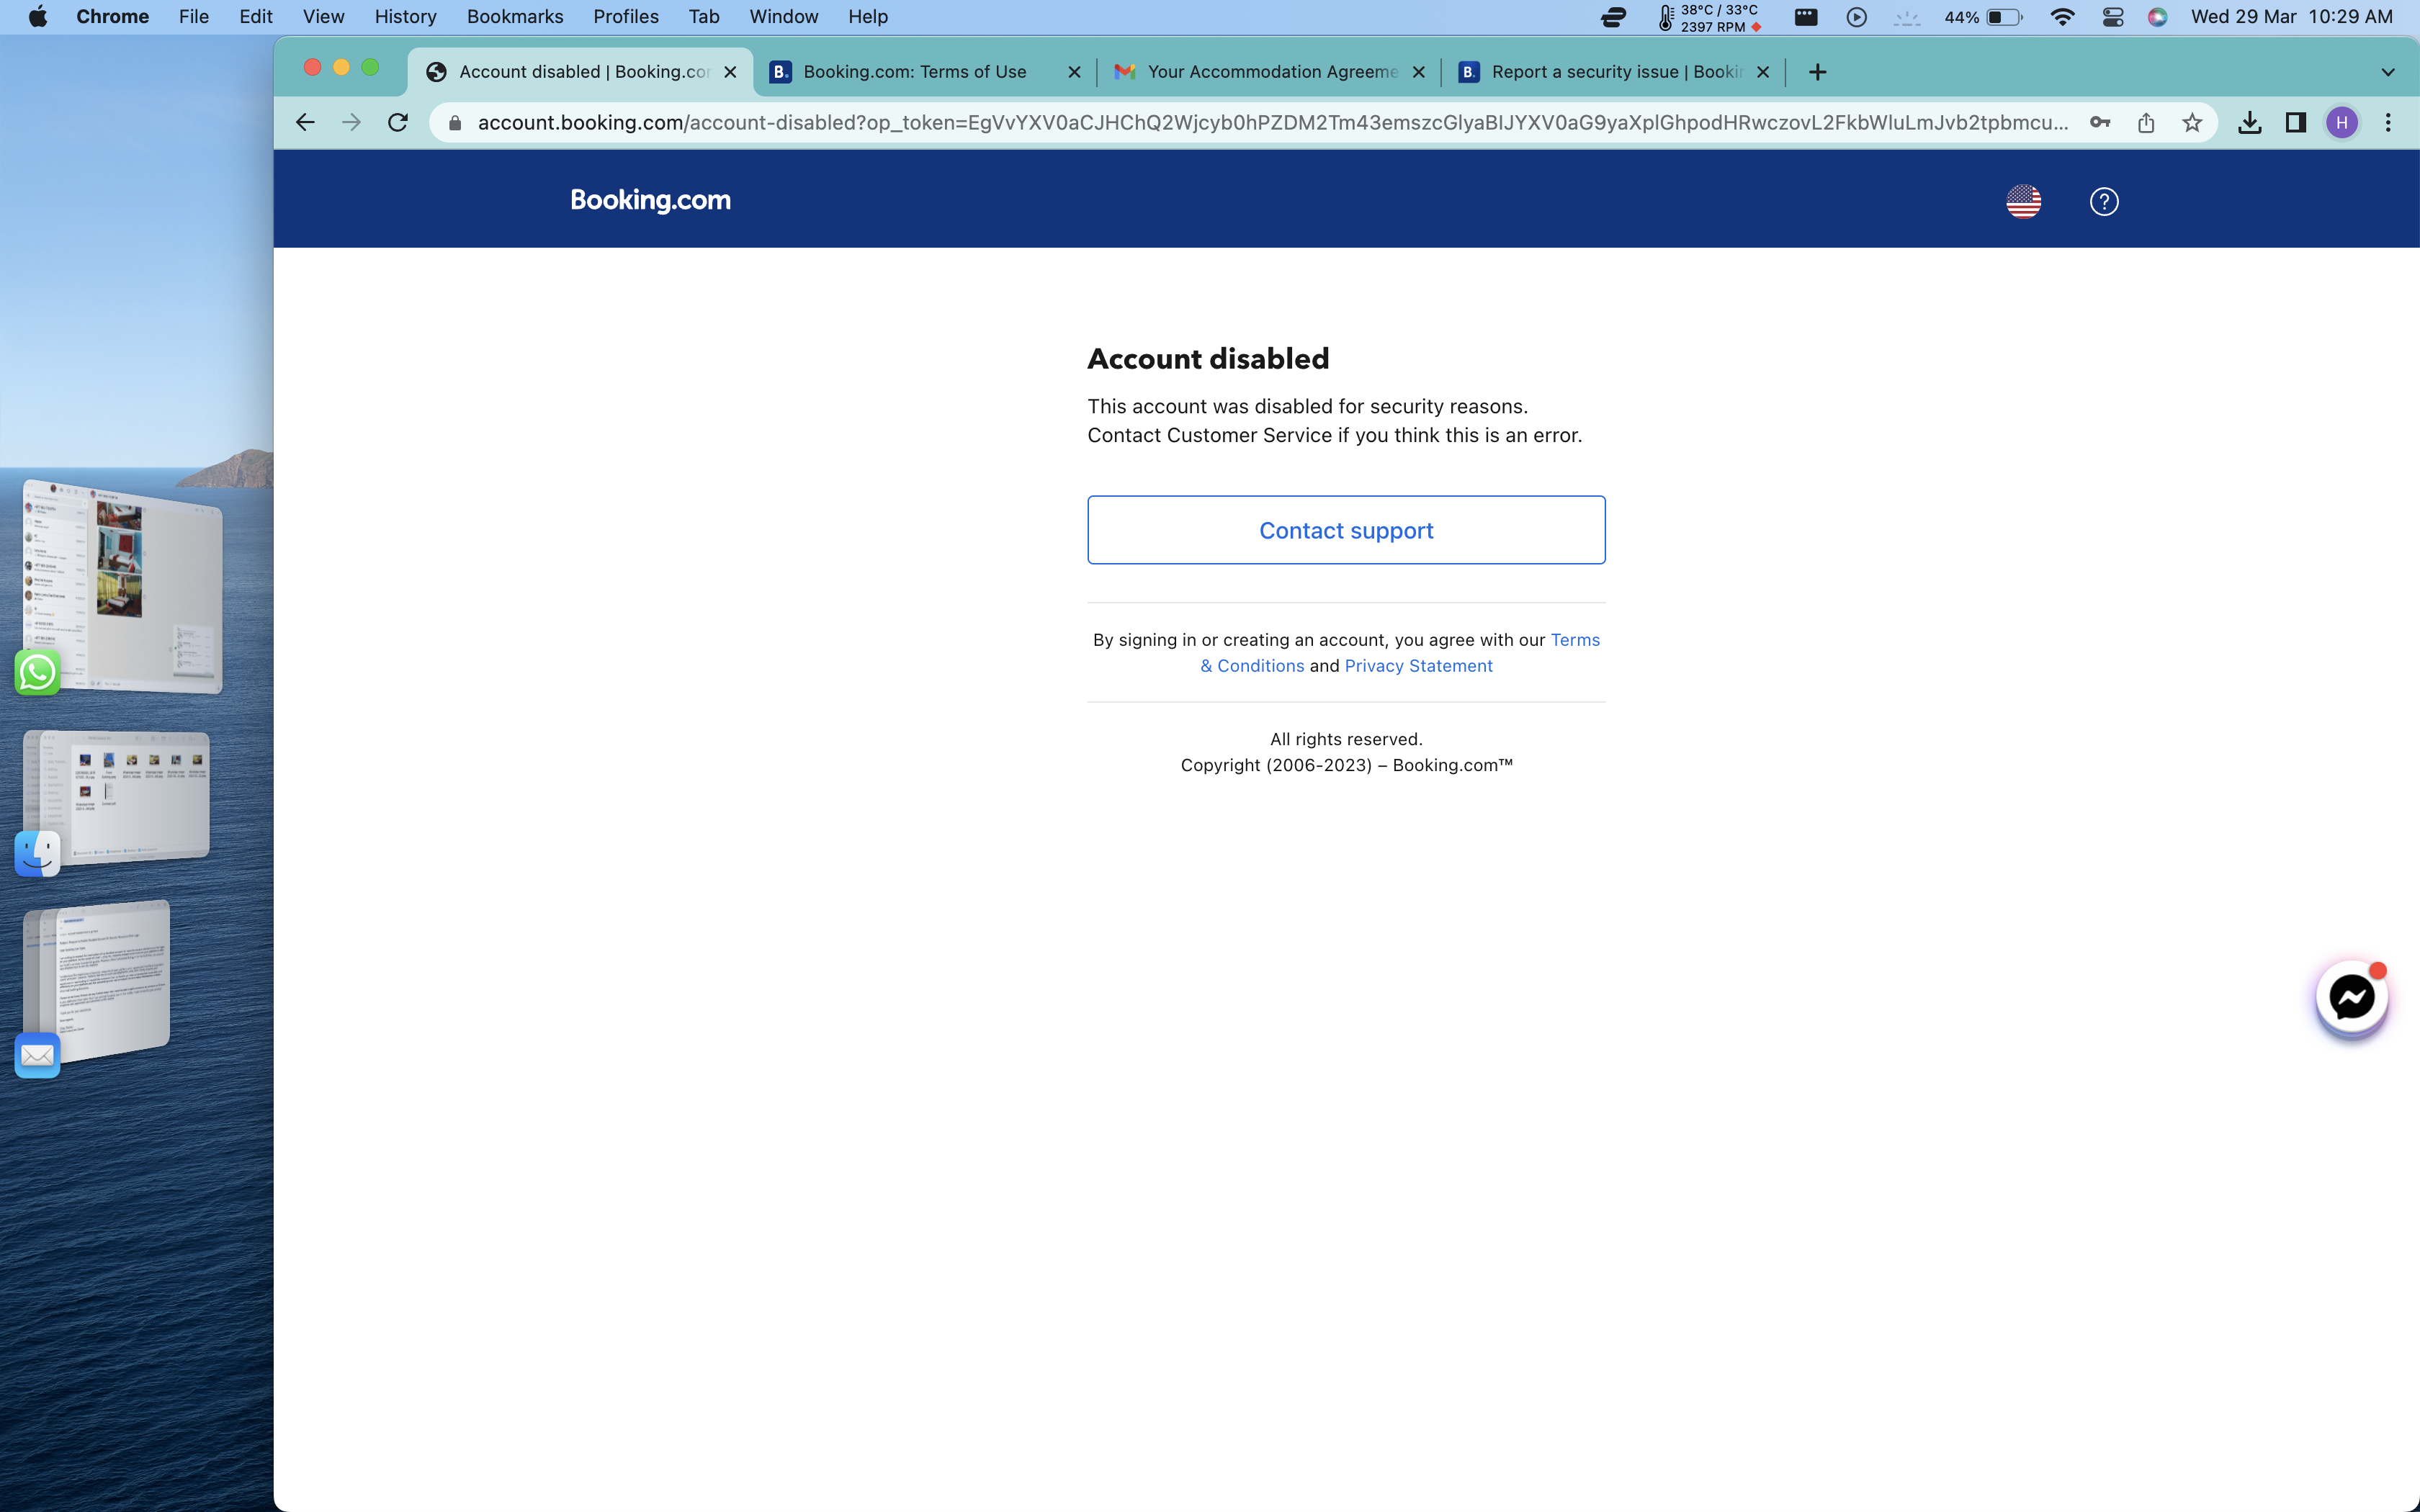 Chrome File Edit View History Bookmarks Profiles Tab Window Help
38°C / 33°C
2397 RPM
44%
Wed 29 Mar 10:29 AM
Account disabled | Booking.cor
B. Booking.com: Terms of Use
Your Accommodation Agreeme
B. Report a security issue | Bookin
account.booking.com/account-disabled?op_token=EgVvYXV0aCJHChQ2Wjcyb0hPZDM2Tm43emszcGlyaBIJYXV0aG9yaXplGhpodHRwczovL2FkbWluLmJvb2tpbmcu...
H
Booking.com
?
Account disabled
This account was disabled for security reasons.
Contact Customer Service if you think this is an error.
Contact support
By signing in or creating an account, you agree with our Terms
& Conditions and Privacy Statement
All rights reserved.
Copyright (2006-2023) – Booking.com™